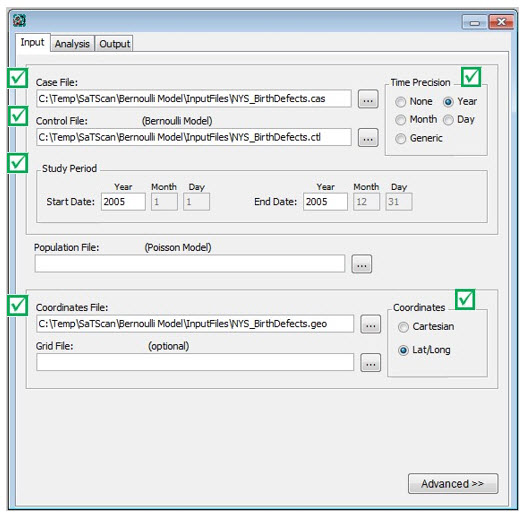 Input Analysis Output
Case File:
C:\Temp\SaTScan\Bernoulli Model\InputFiles\NYS_BirthDefects.cas ...
Control File: (Bernoulli Model)
C:\Temp\SaTScan\Bernoulli Model\InputFiles\NYS_BirthDefects.ctl ...
Time Precision
None Year
Month Day
Generic
Study Period
Year Month Day Year Month Day
Start Date: 2005 1 1 End Date: 2005 12 31
Population File: (Poisson Model)
...
Coordinates File:
C:\Temp\SaTScan\Bernoulli Model\InputFiles\NYS_BirthDefects.geo ...
Grid File: (optional)
...
Coordinates
Cartesian
Lat/Long
Advanced >>